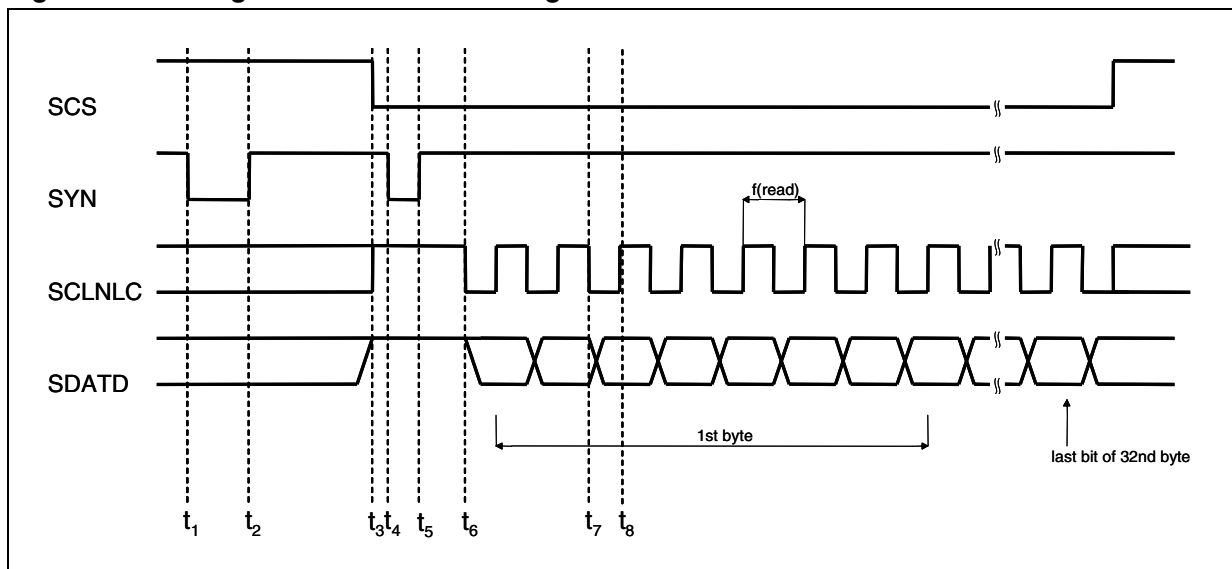 SCS
SYN
f(read)
SCLNLC
SDATD
1st byte
last bit of 32nd byte
t1 t2 t3 t4 t5 t6 t7 t8